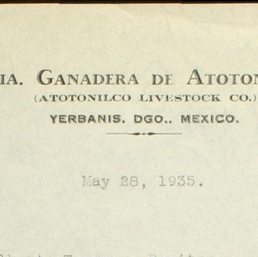 IA. GANADERA DE ATOTON
(ATOTONILCO LIVESTOCK CO.)
YERBANIS. DGO.. MEXICO.
May 28, 1935.